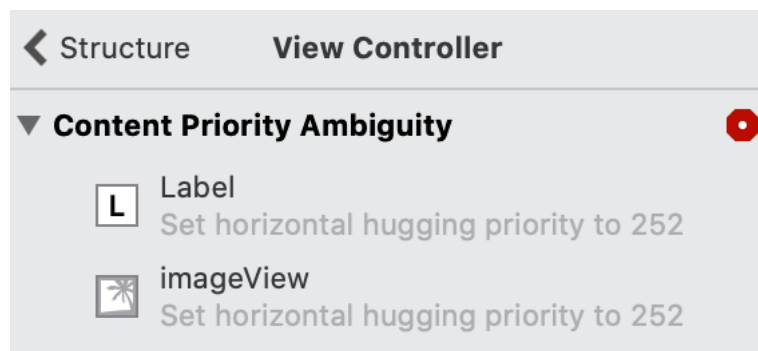 Structure
View Controller
Content Priority Ambiguity
L
Label
Set horizontal hugging priority to 252
imageView
Set horizontal hugging priority to 252